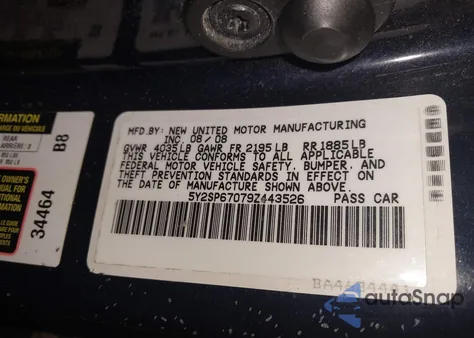 MFD.BY: NEW UNITED MOTOR MANUFACTURING
INC. 08/08
GVWR 4035LB GAWR FR 2195LB RR1885LB
THIS VEHICLE CONFORMS TO ALL APPLICABLE
FEDERAL MOTOR VEHICLE SAFETY, BUMPER, AND
THEFT PREVENTION STANDARDS IN EFFECT ON
THE DATE OF MANUFACTURE SHOWN ABOVE.
5Y2SP67079Z443526 PASS CAR
34464
B8
autoSnap